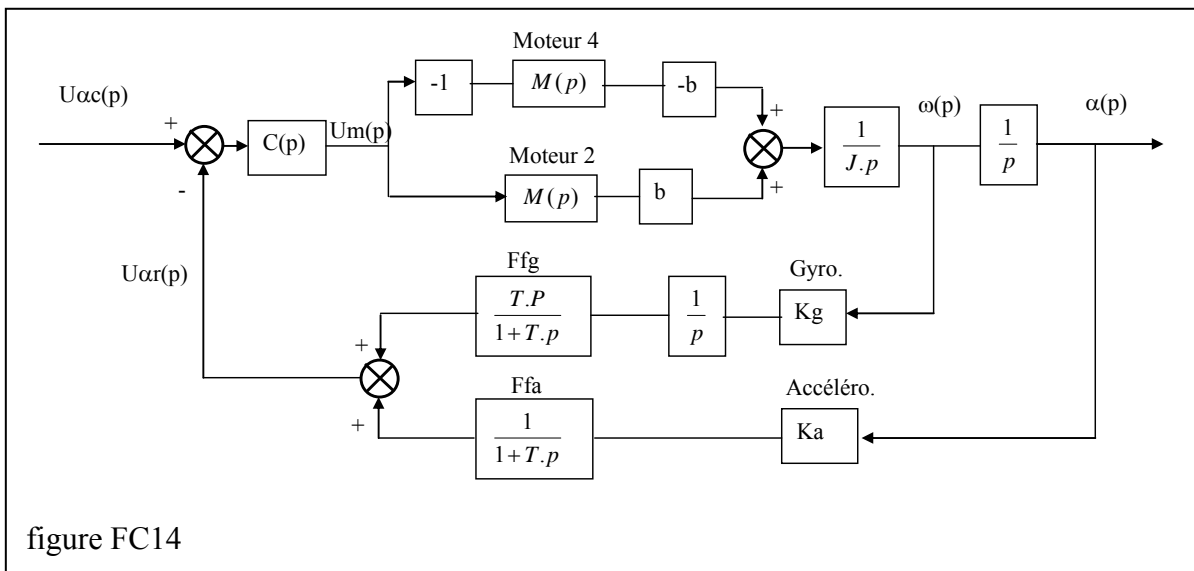 Moteur 4
Uαc(p)
-1
M(p)
-b
+
ω(p)
α(p)
+
C(p)
Um(p)
1
J.p
1
p
-
Moteur 2
M(p)
b
+
Uαr(p)
Ffg
T.P
1+T.p
1
p
Gyro.
Kg
+
+
Ffa
1
1+T.p
Accéléro.
Ka
figure FC14